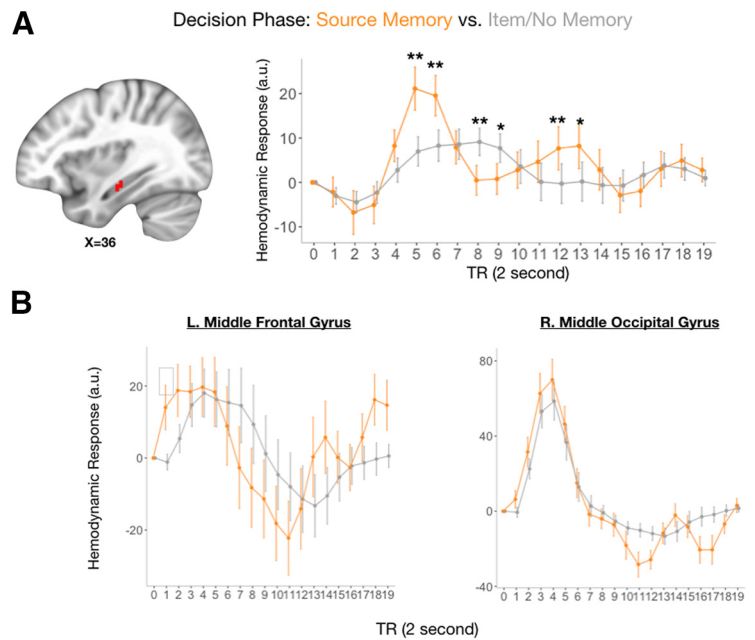 A
Decision Phase: Source Memory vs. Item/No Memory
X=36
Hemodynamic Response (a.u.)
20
10
0
-10
** ** ** * ** *
0 1 2 3 4 5 6 7 8 9 10 11 12 13 14 15 16 17 18 19
TR (2 second)
B
L. Middle Frontal Gyrus
R. Middle Occipital Gyrus
Hemodynamic Response (a.u.)
20
0
-20
0 1 2 3 4 5 6 7 8 9 10 11 12 13 14 15 16 17 18 19
80
40
0
-40
0 1 2 3 4 5 6 7 8 9 10 11 12 13 14 15 16 17 18 19
TR (2 second)